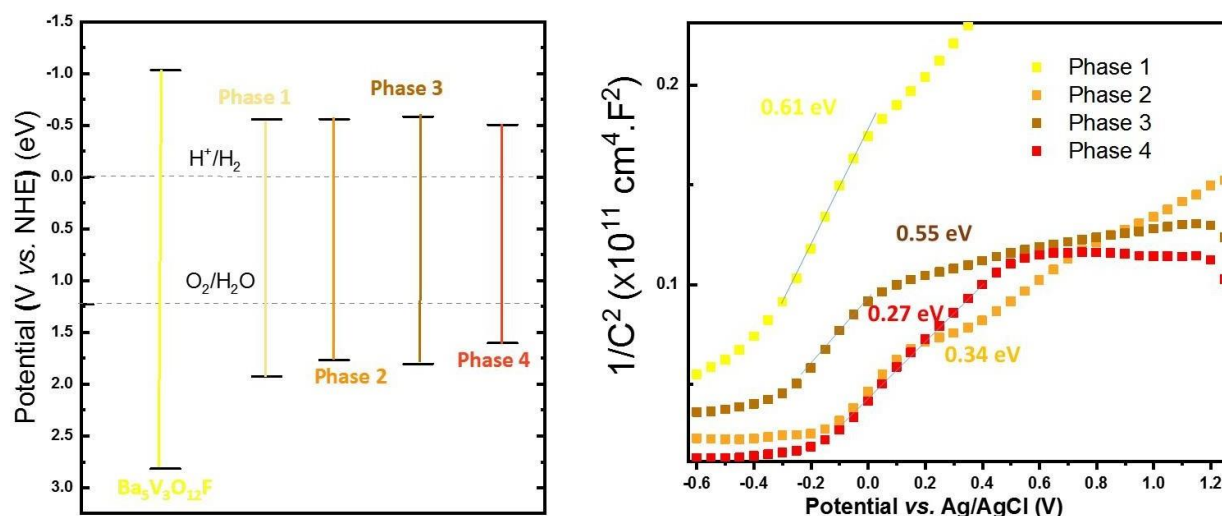 -1.5
-1.0
-0.5
0.0
0.5
1.0
1.5
2.0
2.5
3.0
Potential (V vs. NHE) (eV)
Phase 1
Phase 3
H⁺/H₂
O₂/H₂O
Phase 2
Phase 4
Ba₅V₃O₁₂F
1/C² (x10¹¹ cm⁴.F²)
0.2
0.1
0.61 eV
Phase 1
Phase 2
Phase 3
Phase 4
0.55 eV
0.27 eV
0.34 eV
-0.6 -0.4 -0.2 0.0 0.2 0.4 0.6 0.8 1.0 1.2
Potential vs. Ag/AgCl (V)